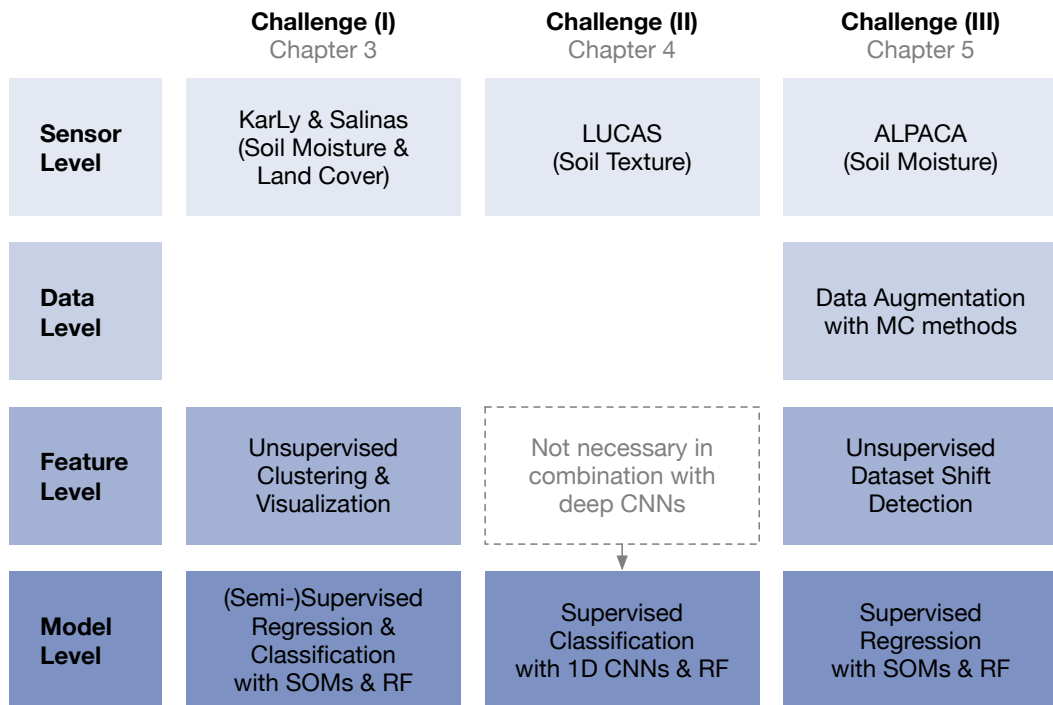 Challenge (I)
Chapter 3
Challenge (II)
Chapter 4
Challenge (III)
Chapter 5
Sensor
Level
KarLy & Salinas
(Soil Moisture &
Land Cover)
LUCAS
(Soil Texture)
ALPACA
(Soil Moisture)
Data
Level
Data Augmentation
with MC methods
Feature
Level
Unsupervised
Clustering &
Visualization
Not necessary in
combination with
deep CNNs
Unsupervised
Dataset Shift
Detection
Model
Level
(Semi-)Supervised
Regression &
Classification
with SOMs & RF
Supervised
Classification
with 1D CNNs & RF
Supervised
Regression
with SOMs & RF